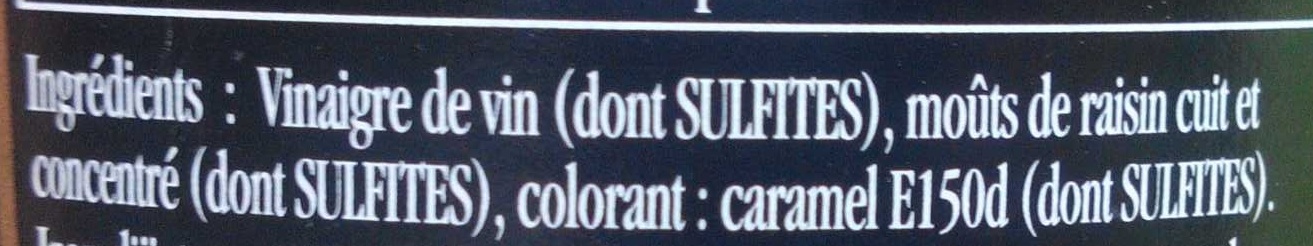 Ingrédients : Vinaigre de vin (dont SULFITES), moûts de raisin cuit et
concentré (dont SULFITES), colorant : caramel E150d (dont SULFITES).